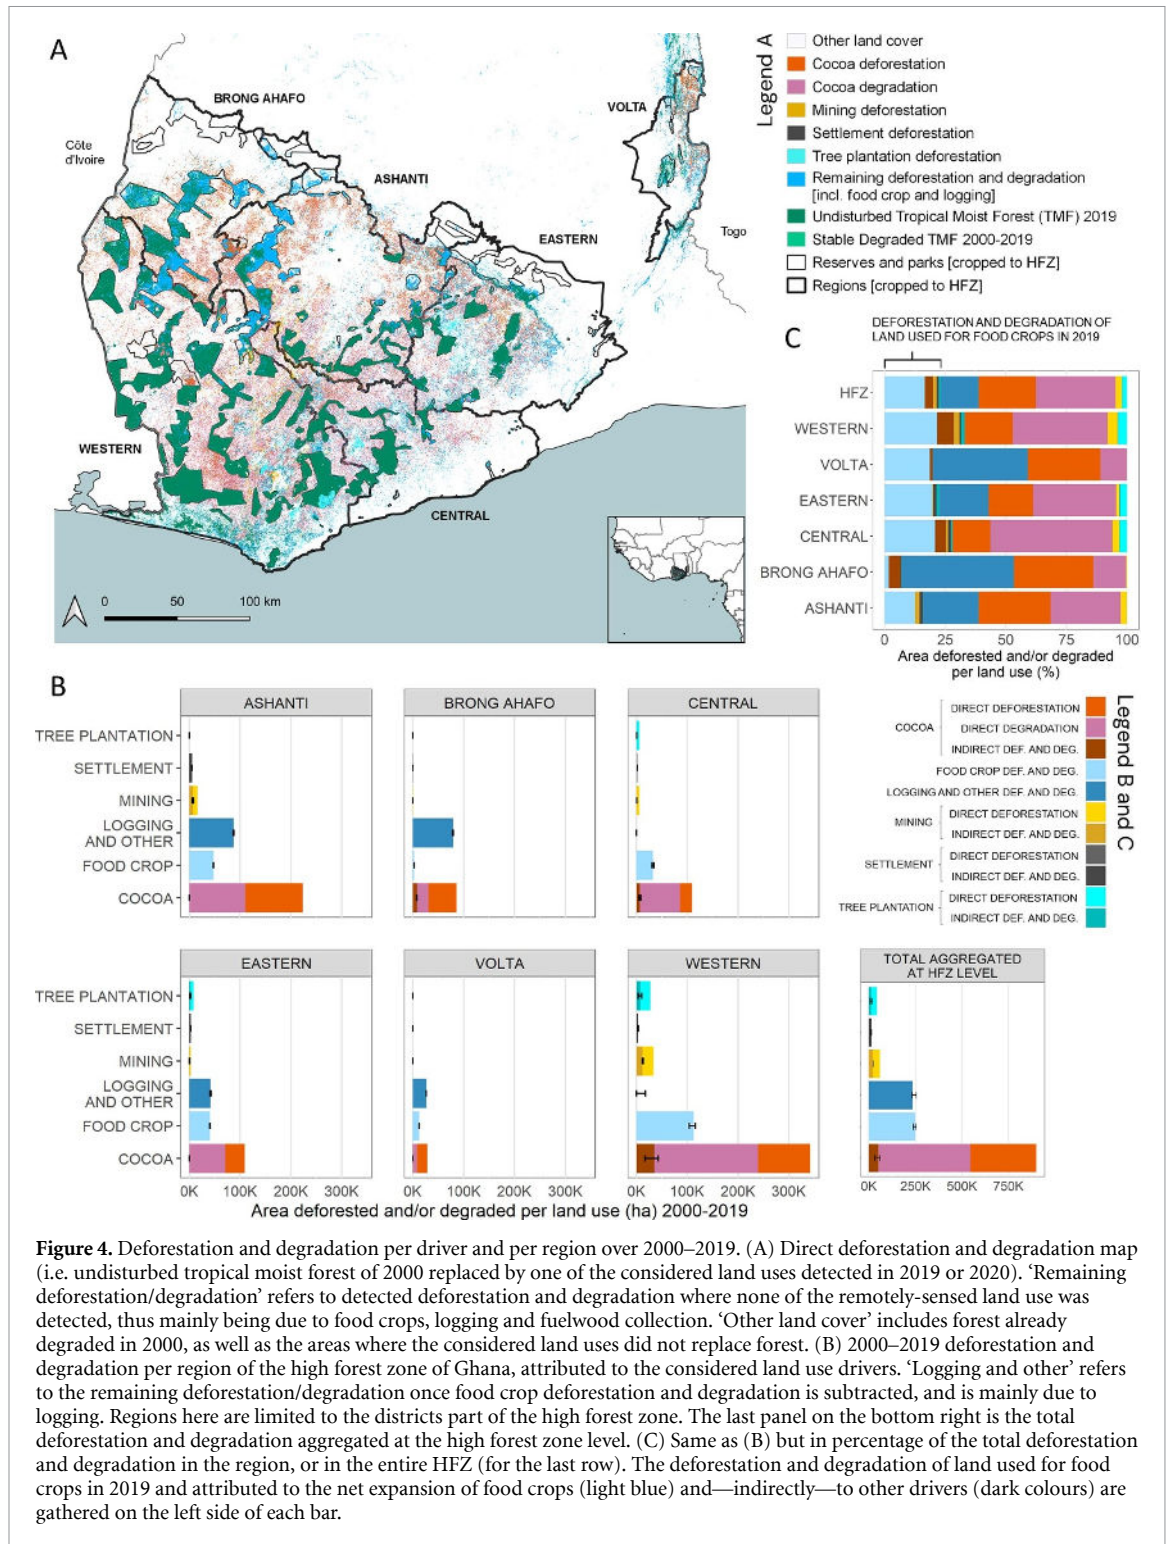 A
BRONG AHAFO
VOLTA
Côte
d'Ivoire
ASHANTI
EASTERN
Togo
WESTERN
CENTRAL
0 50 100 km
Legend A
Other land cover
Cocoa deforestation
Cocoa degradation
Mining deforestation
Settlement deforestation
Tree plantation deforestation
Remaining deforestation and degradation
[incl. food crop and logging]
Undisturbed Tropical Moist Forest (TMF) 2019
Stable Degraded TMF 2000-2019
Reserves and parks [cropped to HFZ]
Regions [cropped to HFZ]
C
DEFORESTATION AND DEGRADATION OF
LAND USED FOR FOOD CROPS IN 2019
HFZ
WESTERN
VOLTA
EASTERN
CENTRAL
BRONG AHAFO
ASHANTI
0 25 50 75 100
Area deforested and/or degraded
per land use (%)
B
ASHANTI BRONG AHAFO CENTRAL
TREE PLANTATION
SETTLEMENT
MINING
LOGGING
AND OTHER
FOOD CROP
COCOA
Legend B and C
COCOA
DIRECT DEFORESTATION
DIRECT DEGRADATION
INDIRECT DEF. AND DEG.
FOOD CROP DEF. AND DEG.
LOGGING AND OTHER DEF. AND DEG.
MINING
DIRECT DEFORESTATION
INDIRECT DEF. AND DEG.
SETTLEMENT
DIRECT DEFORESTATION
INDIRECT DEF. AND DEG.
TREE PLANTATION
DIRECT DEFORESTATION
INDIRECT DEF. AND DEG.
EASTERN VOLTA WESTERN
TOTAL AGGREGATED
AT HFZ LEVEL
TREE PLANTATION
SETTLEMENT
MINING
LOGGING
AND OTHER
FOOD CROP
COCOA
0K 100K 200K 300K 0K 100K 200K 300K 0K 100K 200K 300K 0K 250K 500K 750K
Area deforested and/or degraded per land use (ha) 2000-2019
Figure 4. Deforestation and degradation per driver and per region over 2000–2019. (A) Direct deforestation and degradation map
(i.e. undisturbed tropical moist forest of 2000 replaced by one of the considered land uses detected in 2019 or 2020). ‘Remaining
deforestation/degradation’ refers to detected deforestation and degradation where none of the remotely-sensed land use was
detected, thus mainly being due to food crops, logging and fuelwood collection. ‘Other land cover’ includes forest already
degraded in 2000, as well as the areas where the considered land uses did not replace forest. (B) 2000–2019 deforestation and
degradation per region of the high forest zone of Ghana, attributed to the considered land use drivers. ‘Logging and other’ refers
to the remaining deforestation/degradation once food crop deforestation and degradation is subtracted, and is mainly due to
logging. Regions here are limited to the districts part of the high forest zone. The last panel on the bottom right is the total
deforestation and degradation aggregated at the high forest zone level. (C) Same as (B) but in percentage of the total deforestation
and degradation in the region, or in the entire HFZ (for the last row). The deforestation and degradation of land used for food
crops in 2019 and attributed to the net expansion of food crops (light blue) and—indirectly—to other drivers (dark colours) are
gathered on the left side of each bar.